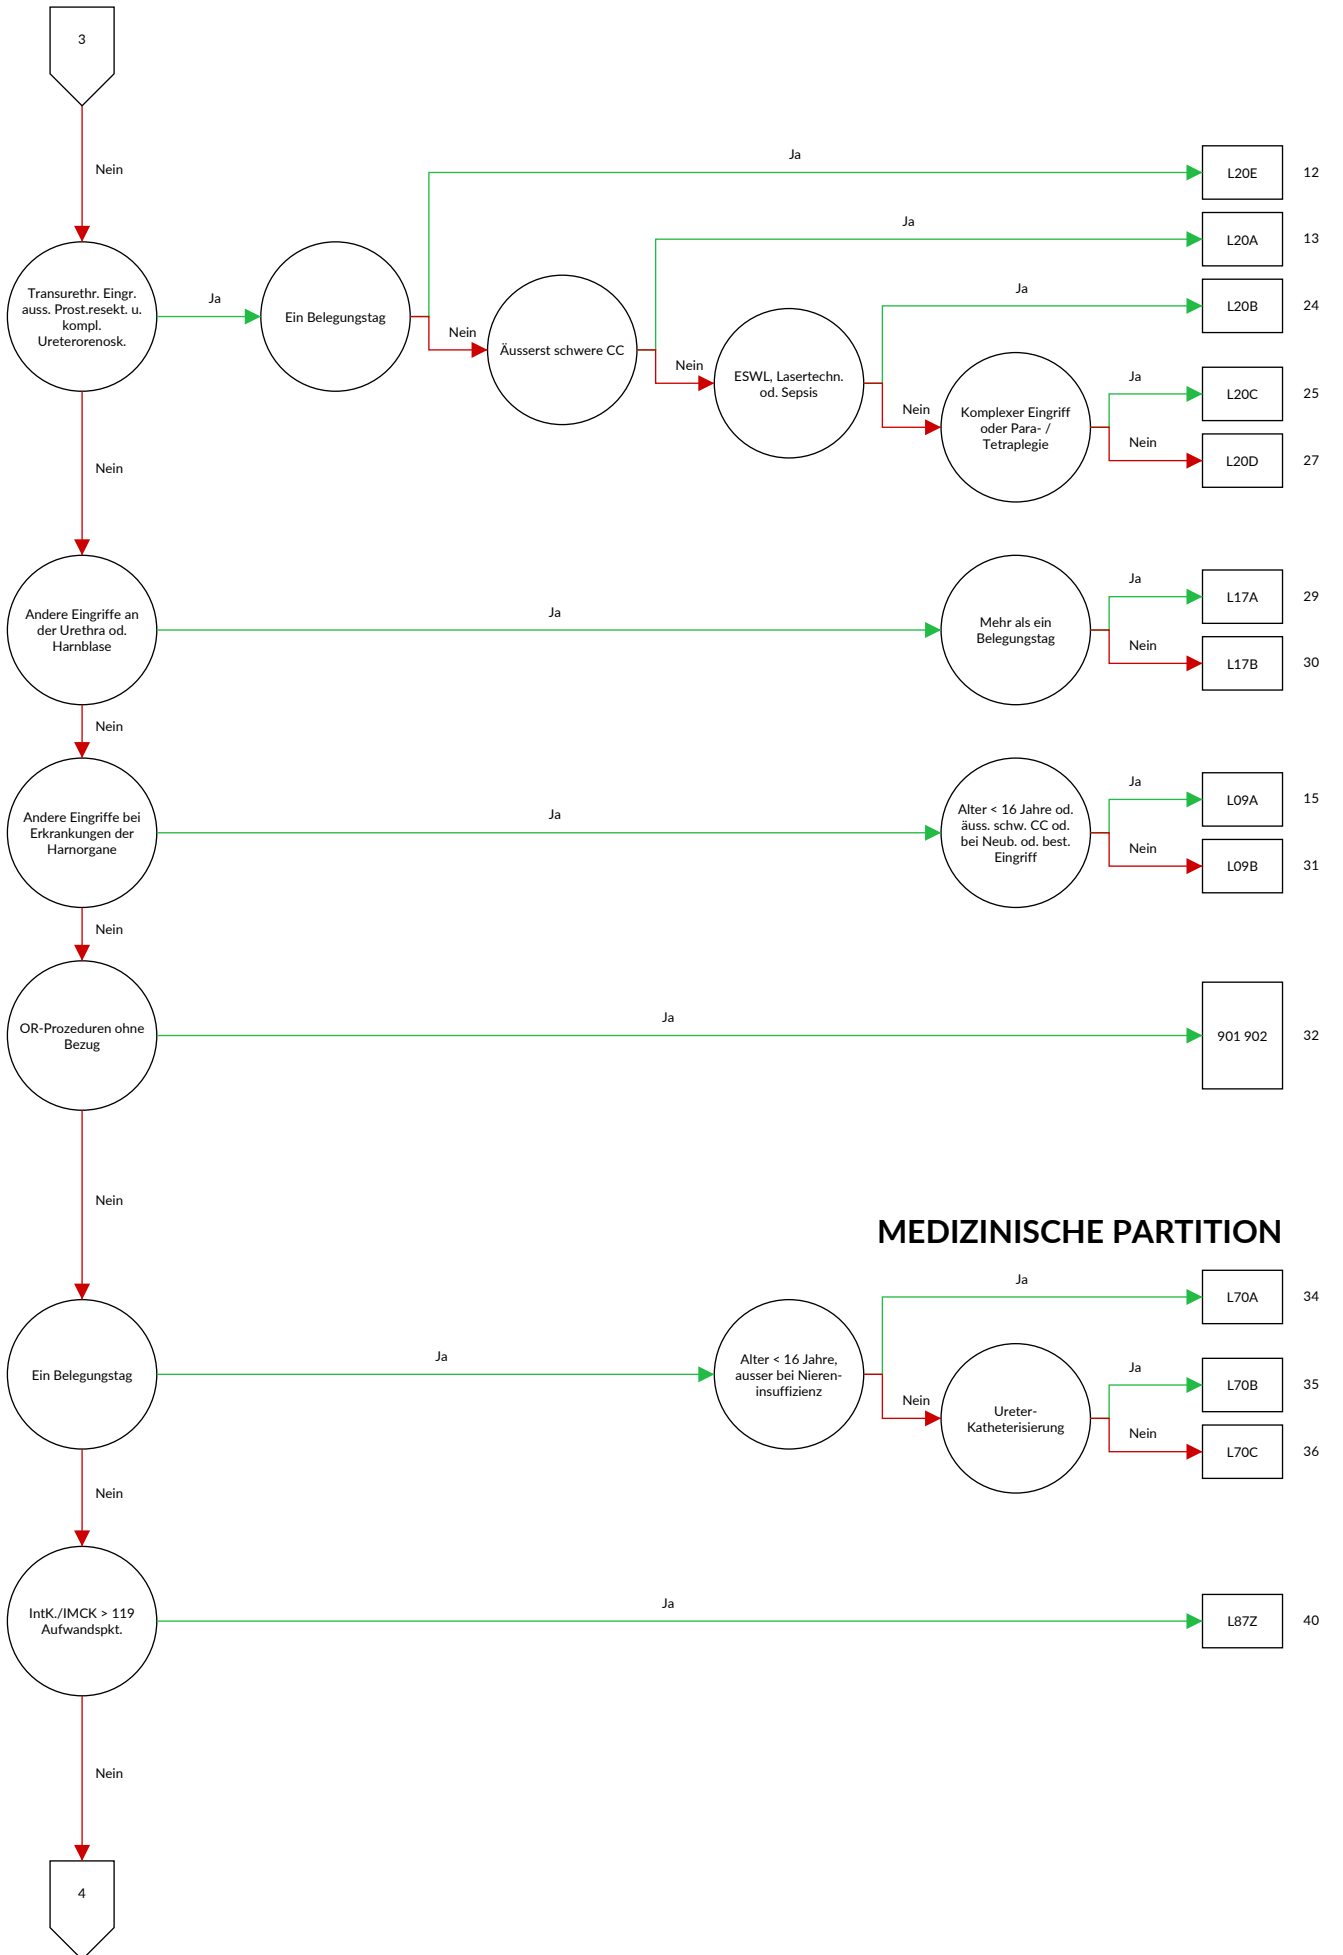 3
Nein
Ja
L20E
12
Ja
L20A
13
Transurethr. Eingr.
auss. Prost.resekt. u.
kompl.
Ureterorenosk.
Ja
Ein Belegungstag
Nein
Äusserst schwere CC
Nein
ESWL, Lasertechn.
od. Sepsis
Ja
L20B
24
Nein
Komplexer Eingriff
oder Para- /
Tetraplegie
Ja
L20C
25
Nein
L20D
27
Nein
Andere Eingriffe an
der Urethra od.
Harnblase
Ja
Mehr als ein
Belegungstag
Ja
L17A
29
Nein
L17B
30
Nein
Andere Eingriffe bei
Erkrankungen der
Harnorgane
Ja
Alter < 16 Jahre od.
äuss. schw. CC od.
bei Neub. od. best.
Eingriff
Ja
L09A
15
Nein
L09B
31
Nein
OR-Prozeduren ohne
Bezug
Ja
901 902
32
Nein
MEDIZINISCHE PARTITION
Ein Belegungstag
Ja
Alter < 16 Jahre,
ausser bei Nieren-
insuffizienz
Ja
L70A
34
Nein
Ureter-
Katheterisierung
Ja
L70B
35
Nein
L70C
36
Nein
IntK./IMCK > 119
Aufwandspkt.
Ja
L87Z
40
Nein
4